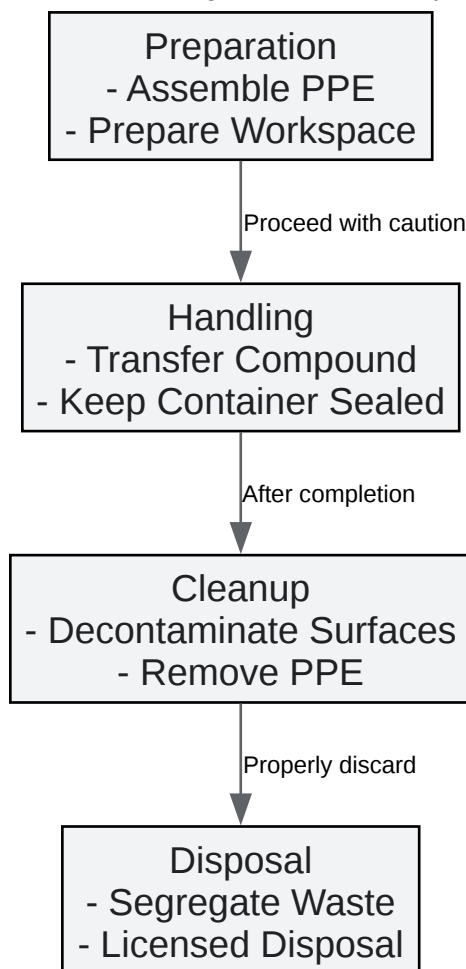 Preparation
- Assemble PPE
- Prepare Workspace
Proceed with caution
Handling
- Transfer Compound
- Keep Container Sealed
After completion
Cleanup
- Decontaminate Surfaces
- Remove PPE
Properly discard
Disposal
- Segregate Waste
- Licensed Disposal